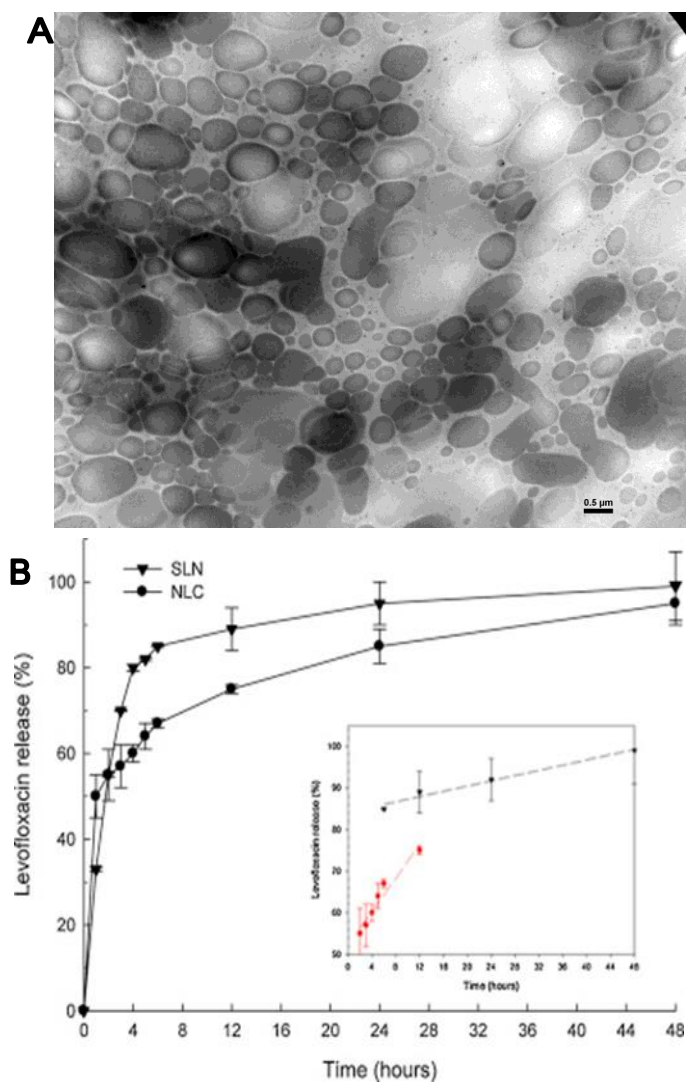 A
0.5 µm
B
SLN
NLC
Levofloxacin release (%)
100
80
60
40
20
0
0 4 8 12 16 20 24 28 32 36 40 44 48
Time (hours)
Levofloxacin release (%)
100
90
80
70
60
50
0 4 8 12 16 20 24 28 32 36 40 44 48
Time (hours)